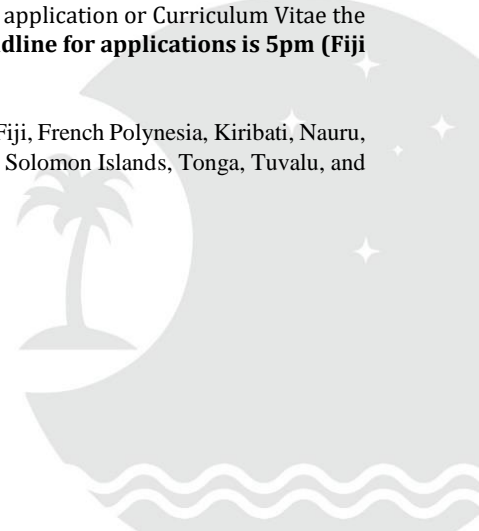 application or Curriculum Vitae the
dline for applications is 5pm (Fiji
Fiji, French Polynesia, Kiribati, Nauru,
Solomon Islands, Tonga, Tuvalu, and